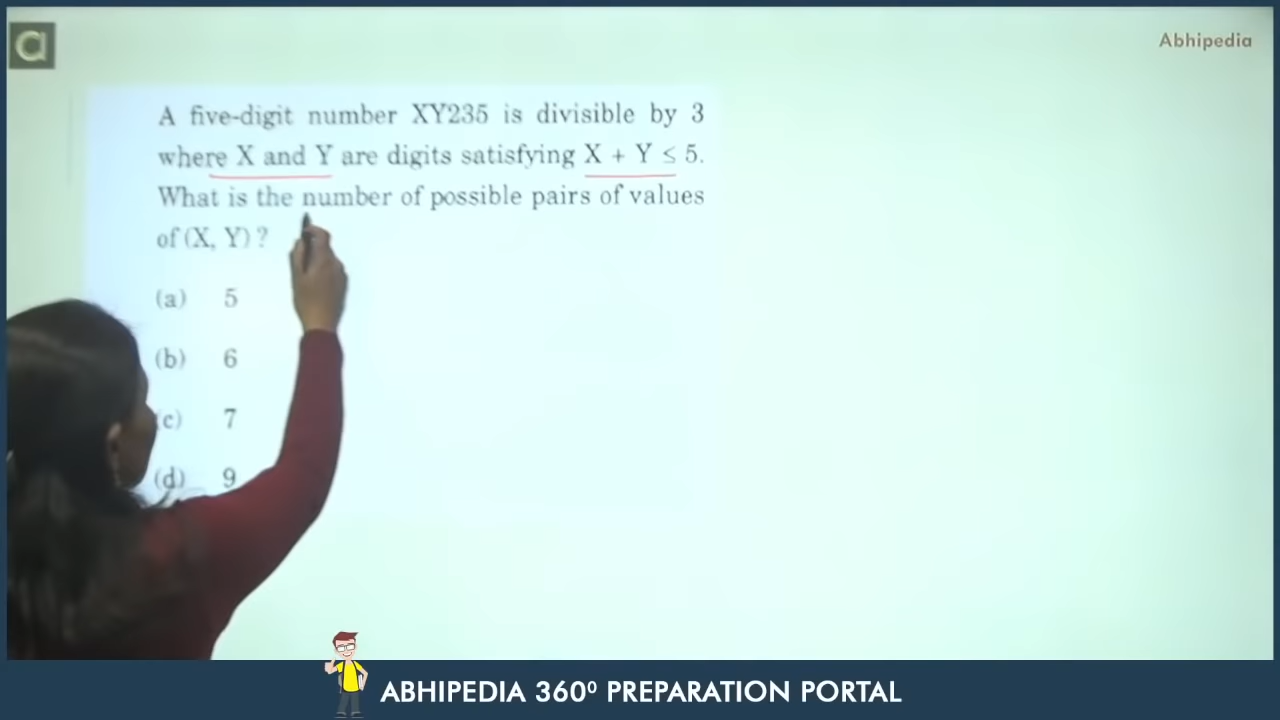 a
Abhipedia
A five-digit number XY235 is divisible by 3
where X and Y are digits satisfying X + Y ≤ 5.
What is the number of possible pairs of values
of (X, Y) ?
(a) 5
(b) 6
(c) 7
(d) 9
ABHIPEDIA 360⁰ PREPARATION PORTAL